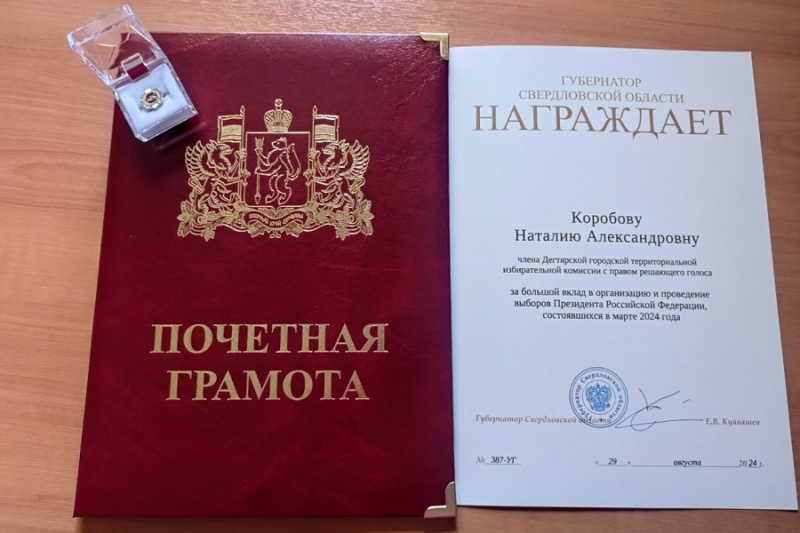 ПОЧЕТНАЯ
ГРАМОТА
ГУБЕРНАТОР
СВЕРДЛОВСКОЙ ОБЛАСТИ
НАГРАЖДАЕТ
Коробову
Наталию Александровну
члена Дегтярской городской территориальной
избирательной комиссии с правом решающего голоса
за большой вклад в организацию и проведение
выборов Президента Российской Федерации,
состоявшихся в марте 2024 года
Губернатор Свердловской области
Е.В. Куйвашев
№ 387-УГ « 29 » августа 2024 г.